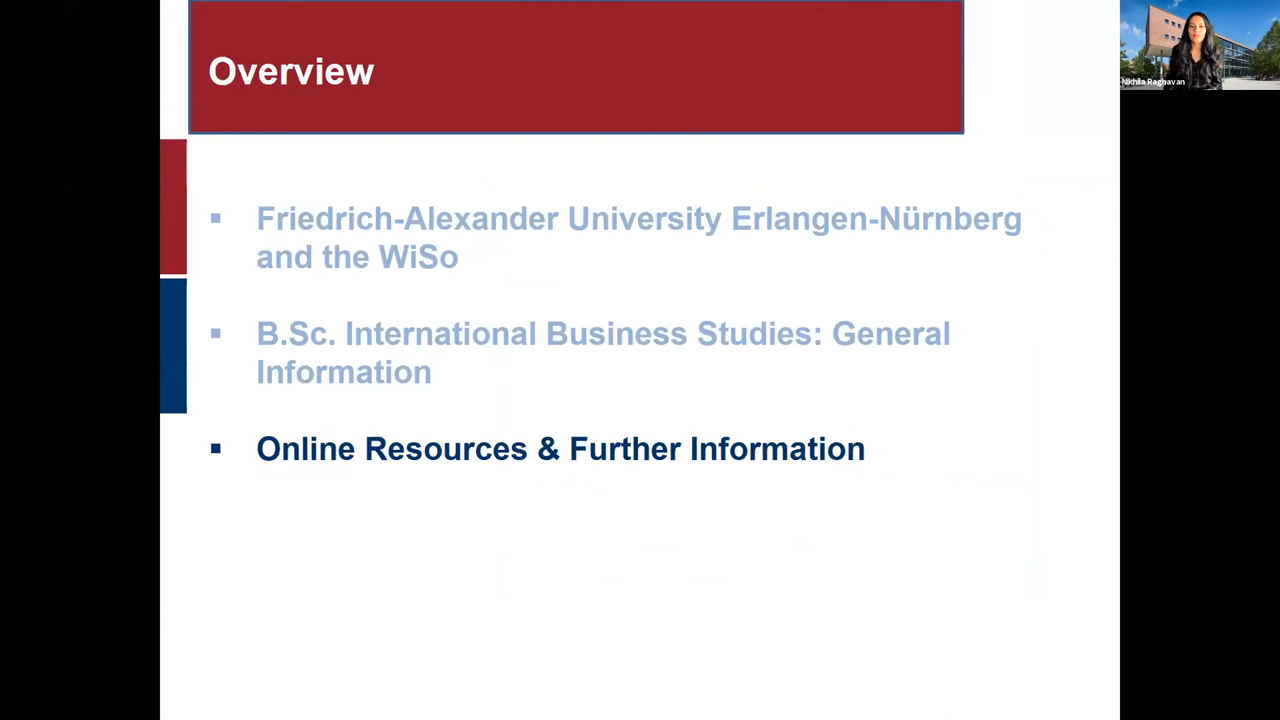 Overview
Nikhila Raghavan
▪ Friedrich-Alexander University Erlangen-Nürnberg
and the WiSo
▪ B.Sc. International Business Studies: General
Information
▪ Online Resources & Further Information